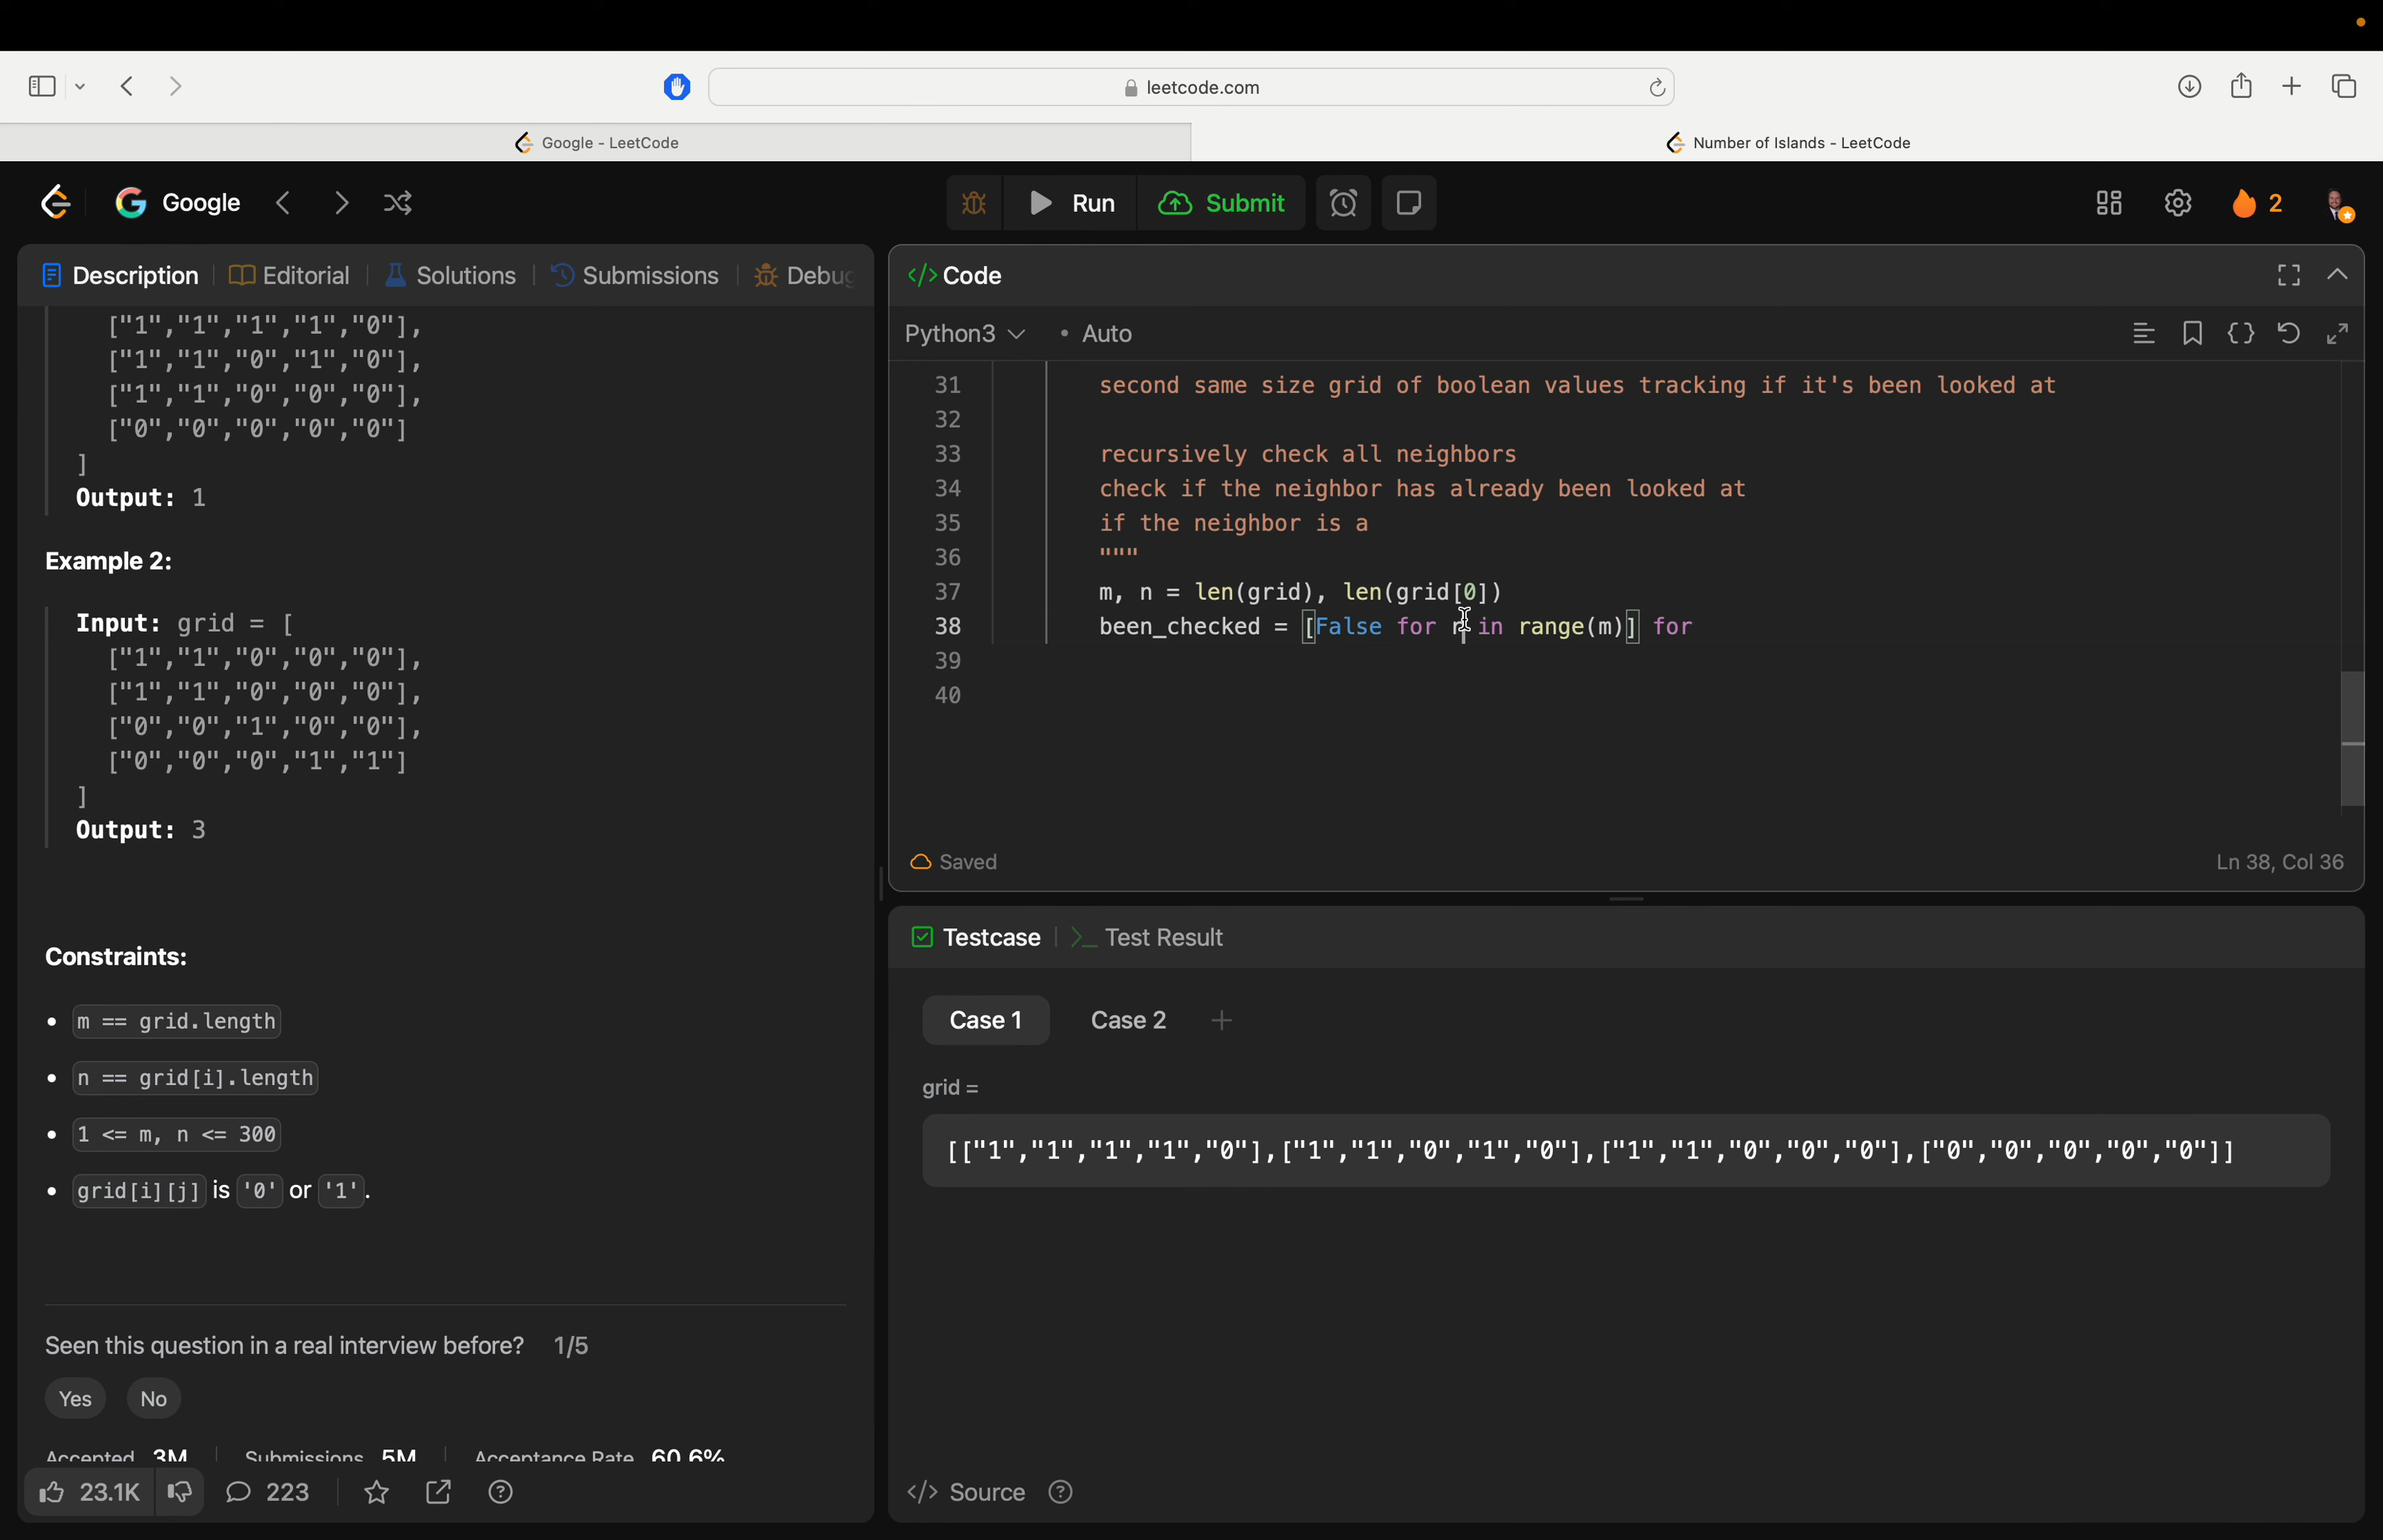 leetcode.com
Google - LeetCode
Number of Islands - LeetCode
Google
Run
Submit
2
Description
Editorial
Solutions
Submissions
Debug
["1","1","1","1","0"],
["1","1","0","1","0"],
["1","1","0","0","0"],
["0","0","0","0","0"]
]
Output: 1
Example 2:
Input: grid = [
["1","1","0","0","0"],
["1","1","0","0","0"],
["0","0","1","0","0"],
["0","0","0","1","1"]
]
Output: 3
Constraints:
• m == grid.length
• n == grid[i].length
• 1 <= m, n <= 300
• grid[i][j] is '0' or '1'.
Seen this question in a real interview before? 1/5
Yes
No
Accepted 3M
Submissions 5M
Acceptance Rate 60.6%
23.1K
223
</> Code
Python3
• Auto
31 second same size grid of boolean values tracking if it's been looked at
32
33 recursively check all neighbors
34 check if the neighbor has already been looked at
35 if the neighbor is a
36 """
37 m, n = len(grid), len(grid[0])
38 been_checked = [False for in range(m)] for
39
40
Saved
Ln 38, Col 36
Testcase
Test Result
Case 1
Case 2
grid =
[["1","1","1","1","0"],["1","1","0","1","0"],["1","1","0","0","0"],["0","0","0","0","0"]]
</> Source